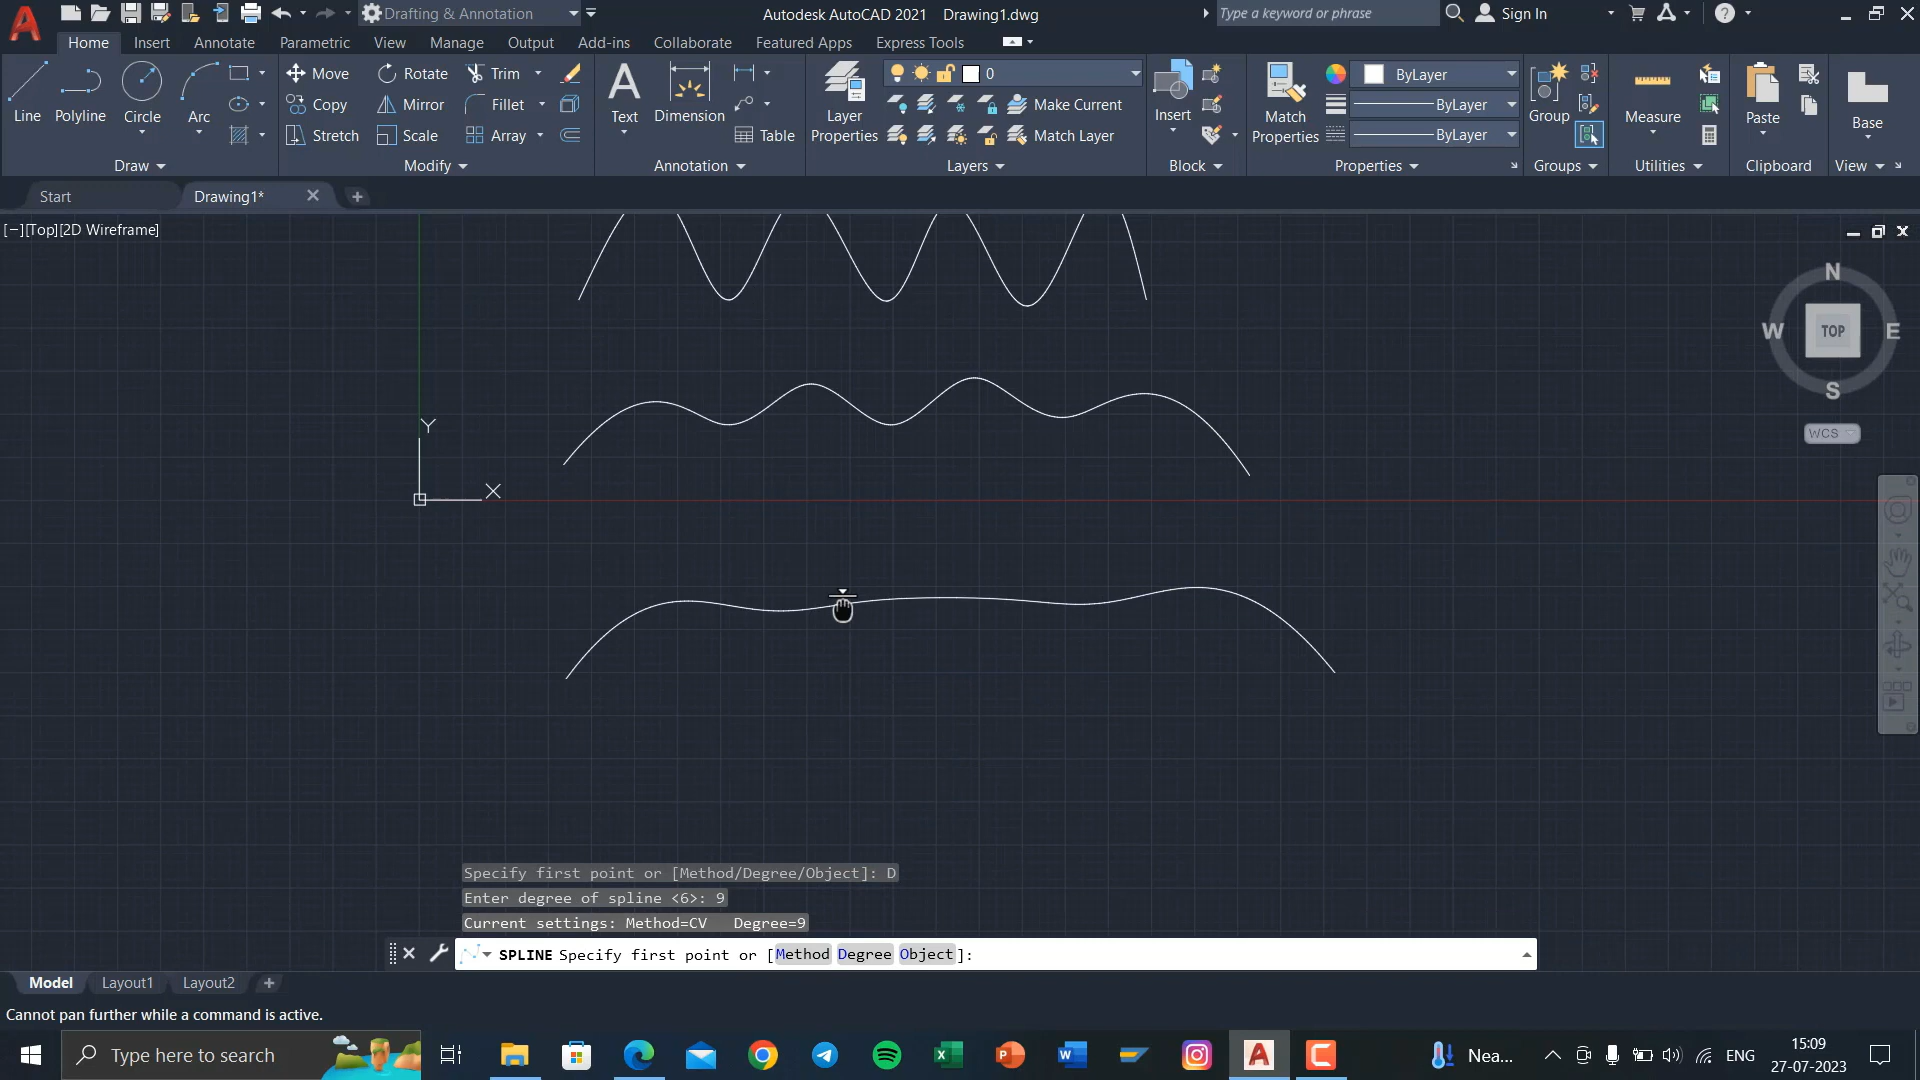 Drafting & Annotation
Autodesk AutoCAD 2021 Drawing1.dwg
Type a keyword or phrase
Sign In
Home Insert Annotate Parametric View Manage Output Add-ins Collaborate Featured Apps Express Tools
Line Polyline Circle Arc
Draw
Move Rotate Trim
Copy Mirror Fillet
Stretch Scale Array
Modify
Text Dimension Table
Annotation
Layer Properties
0
Make Current
Match Layer
Layers
Insert
Block
Match Properties
ByLayer
ByLayer
ByLayer
Properties
Group
Groups
Measure
Utilities
Paste
Clipboard
Base
View
Start Drawing1*
[−][Top][2D Wireframe]
N
W TOP E
S
WCS
Y
X
Specify first point or [Method/Degree/Object]: D
Enter degree of spline <6>: 9
Current settings: Method=CV Degree=9
SPLINE Specify first point or [Method Degree Object]:
Model Layout1 Layout2
Cannot pan further while a command is active.
Type here to search
Nea...
ENG
15:09
27-07-2023